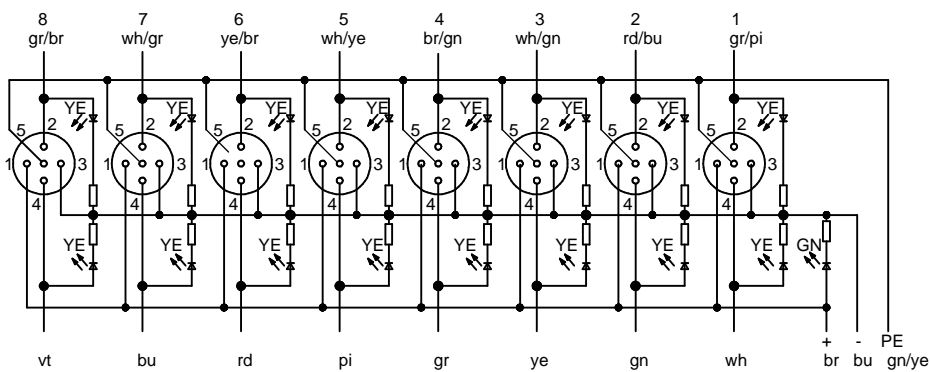 8 7 6 5 4 3 2 1
gr/br wh/gr ye/br wh/ye br/gn wh/gn rd/bu gr/pi
YE YE YE YE YE YE YE YE
5 2 5 2 5 2 5 2 5 2 5 2 5 2 5 2
1 3 1 3 1 3 1 3 1 3 1 3 1 3 1 3
4 4 4 4 4 4 4 4
YE YE YE YE YE YE YE YE GN
+ - PE
vt bu rd pi gr ye gn wh br bu gn/ye